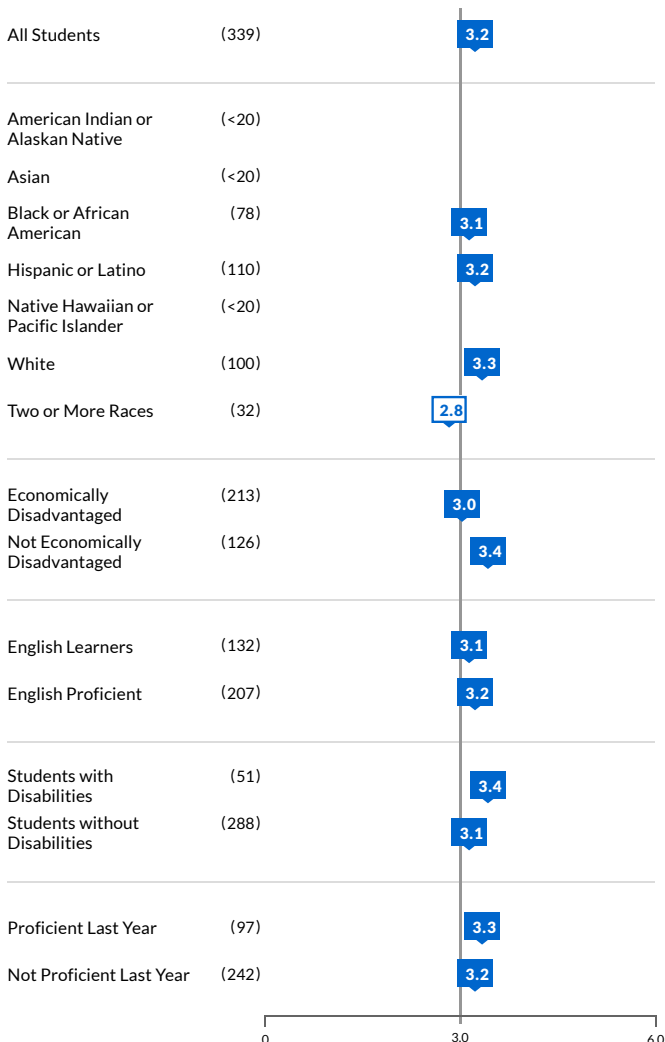 All Students (339) 3.2
American Indian or (<20)
Alaskan Native
Asian (<20)
Black or African (78) 3.1
American
Hispanic or Latino (110) 3.2
Native Hawaiian or (<20)
Pacific Islander
White (100) 3.3
Two or More Races (32) 2.8
Economically (213) 3.0
Disadvantaged
Not Economically (126) 3.4
Disadvantaged
English Learners (132) 3.1
English Proficient (207) 3.2
Students with (51) 3.4
Disabilities
Students without (288) 3.1
Disabilities
Proficient Last Year (97) 3.3
Not Proficient Last Year (242) 3.2
0 3.0 6.0